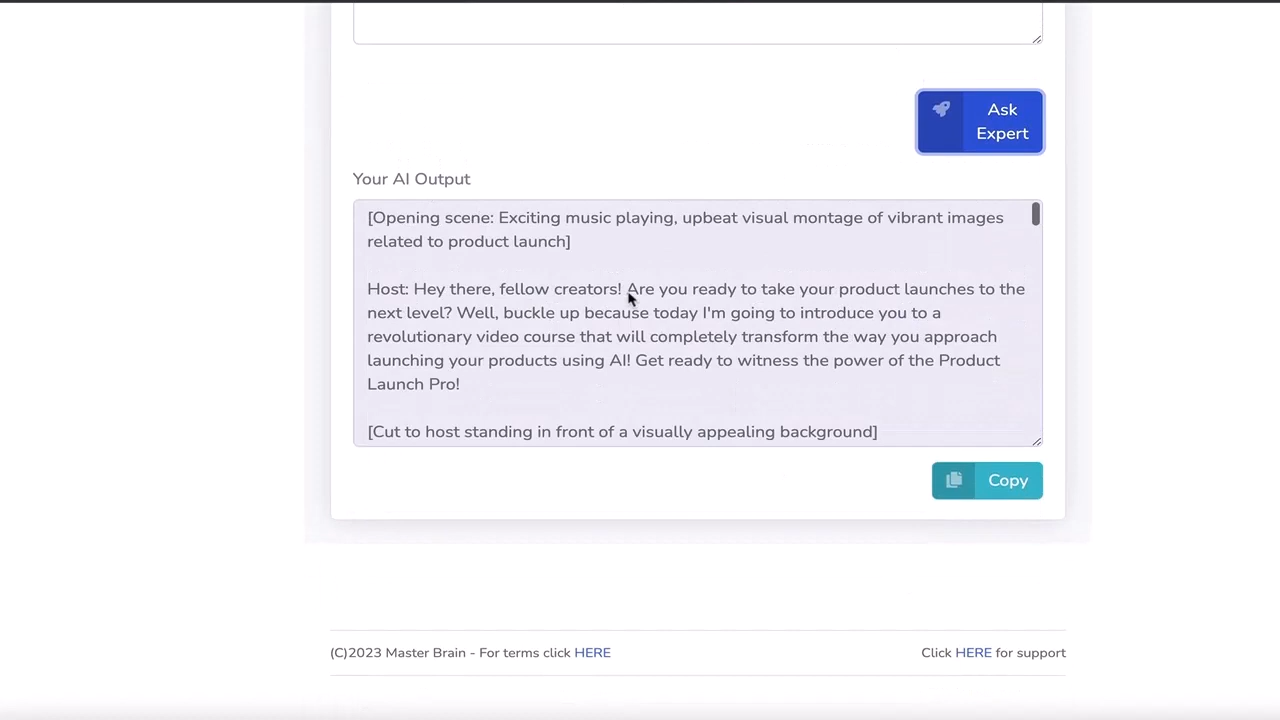 Ask
Expert
Your AI Output
[Opening scene: Exciting music playing, upbeat visual montage of vibrant images
related to product launch]
Host: Hey there, fellow creators! Are you ready to take your product launches to the
next level? Well, buckle up because today I'm going to introduce you to a
revolutionary video course that will completely transform the way you approach
launching your products using AI! Get ready to witness the power of the Product
Launch Pro!
[Cut to host standing in front of a visually appealing background]
Copy
(C)2023 Master Brain - For terms click HERE
Click HERE for support